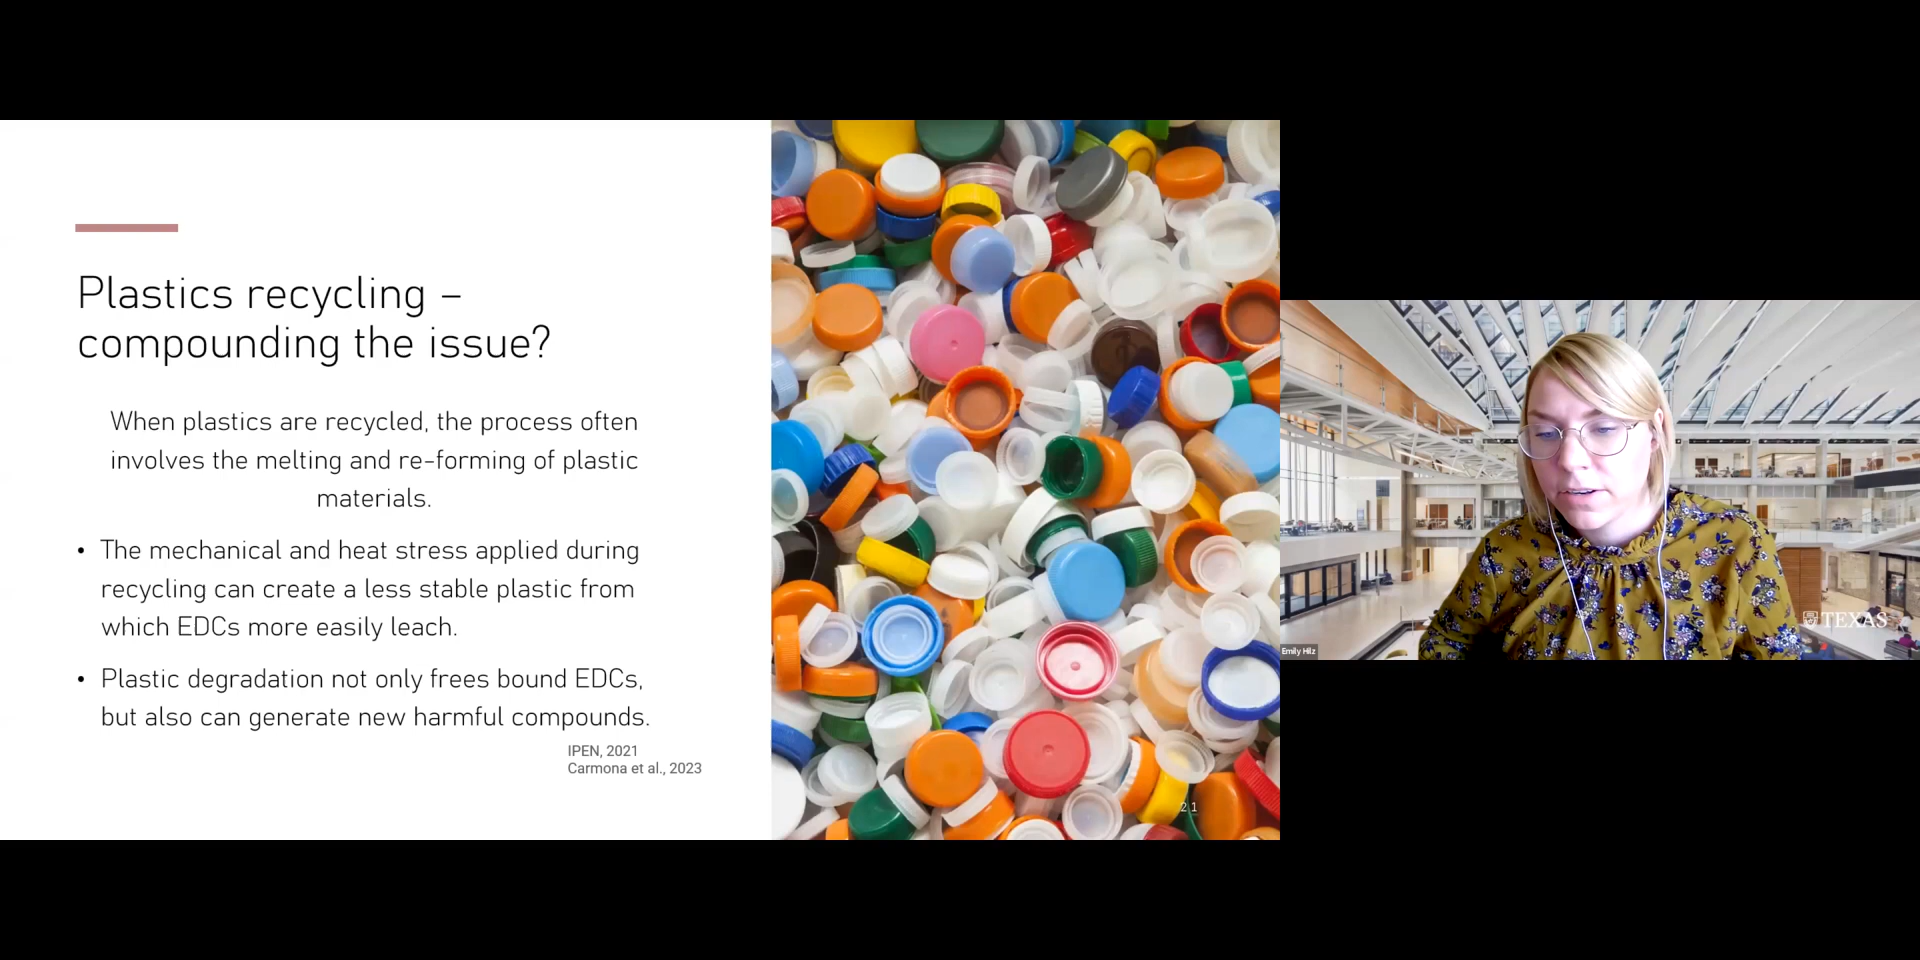 Plastics recycling –
compounding the issue?
When plastics are recycled, the process often
involves the melting and re-forming of plastic
materials.
• The mechanical and heat stress applied during
recycling can create a less stable plastic from
which EDCs more easily leach.
• Plastic degradation not only frees bound EDCs,
but also can generate new harmful compounds.
IPEN, 2021
Carmona et al., 2023
21
TEXAS
Emily Hilz